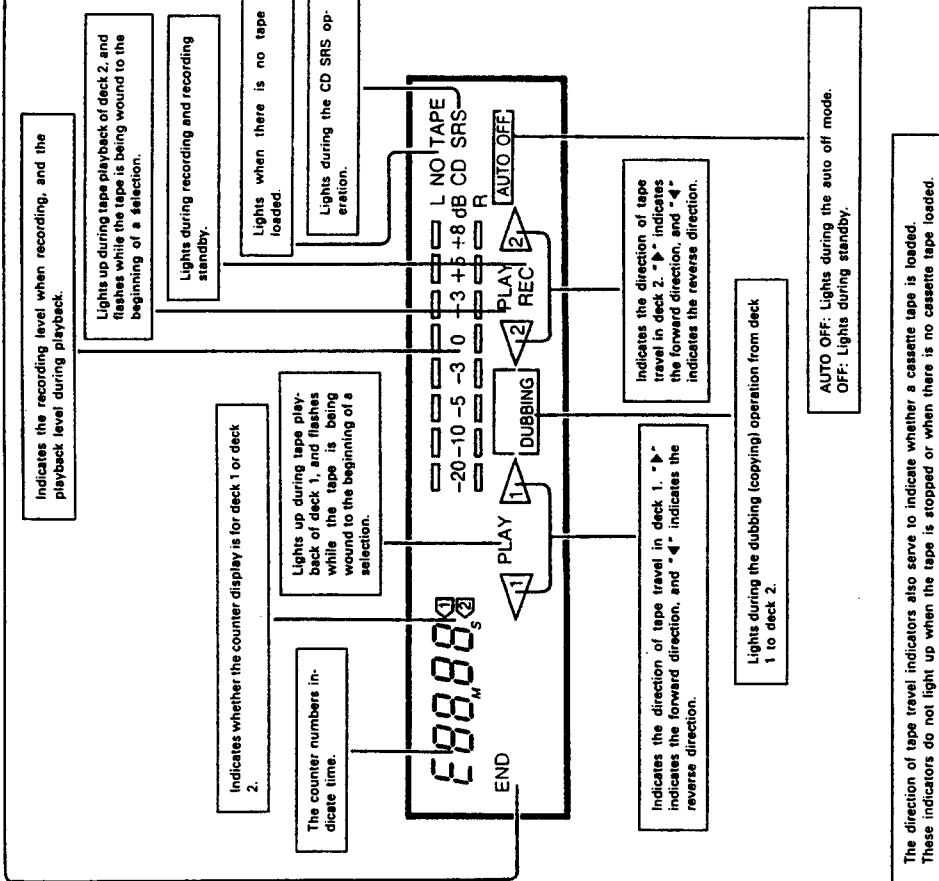 Indicates the recording level when recording, and the
playback level during playback.
Lights up during tape playback of deck 2, and
flashes while the tape is being wound to the
beginning of a selection.
Lights during recording and recording
standby.
Lights when there is no tape
loaded.
Lights during the CD SRS op-
eration.
Indicates whether the counter display is for deck 1 or deck
2.
The counter numbers in-
dicate time.
Lights up during tape play-
back of deck 1, and flashes
while the tape is being
wound to the beginning of a
selection.
M S
1
2
END
1 PLAY 1
DUBBING
L NO TAPE
-20-10-5 -3 0 -3 +5 +8 dB CD SRS
R
2 PLAY 2
REC
AUTO OFF
Indicates the direction of tape travel in deck 1. "▶"
indicates the forward direction, and "◀" indicates the
reverse direction.
Lights during the dubbing (copying) operation from deck
1 to deck 2.
Indicates the direction of tape
travel in deck 2. "▶" indicates
the forward direction, and "◀"
indicates the reverse direction.
AUTO OFF: Lights during the auto off mode.
OFF: Lights during standby.
The direction of tape travel indicators also serve to indicate whether a cassette tape is loaded.
These indicators do not light up when the tape is stopped or when there is no cassette tape loaded.